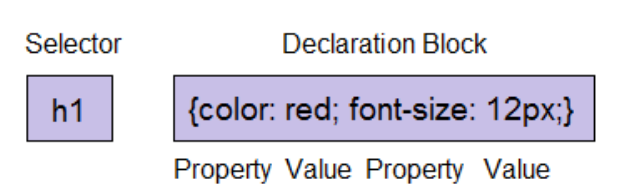 Selector Declaration Block
h1 {color: red; font-size: 12px;}
Property Value Property Value